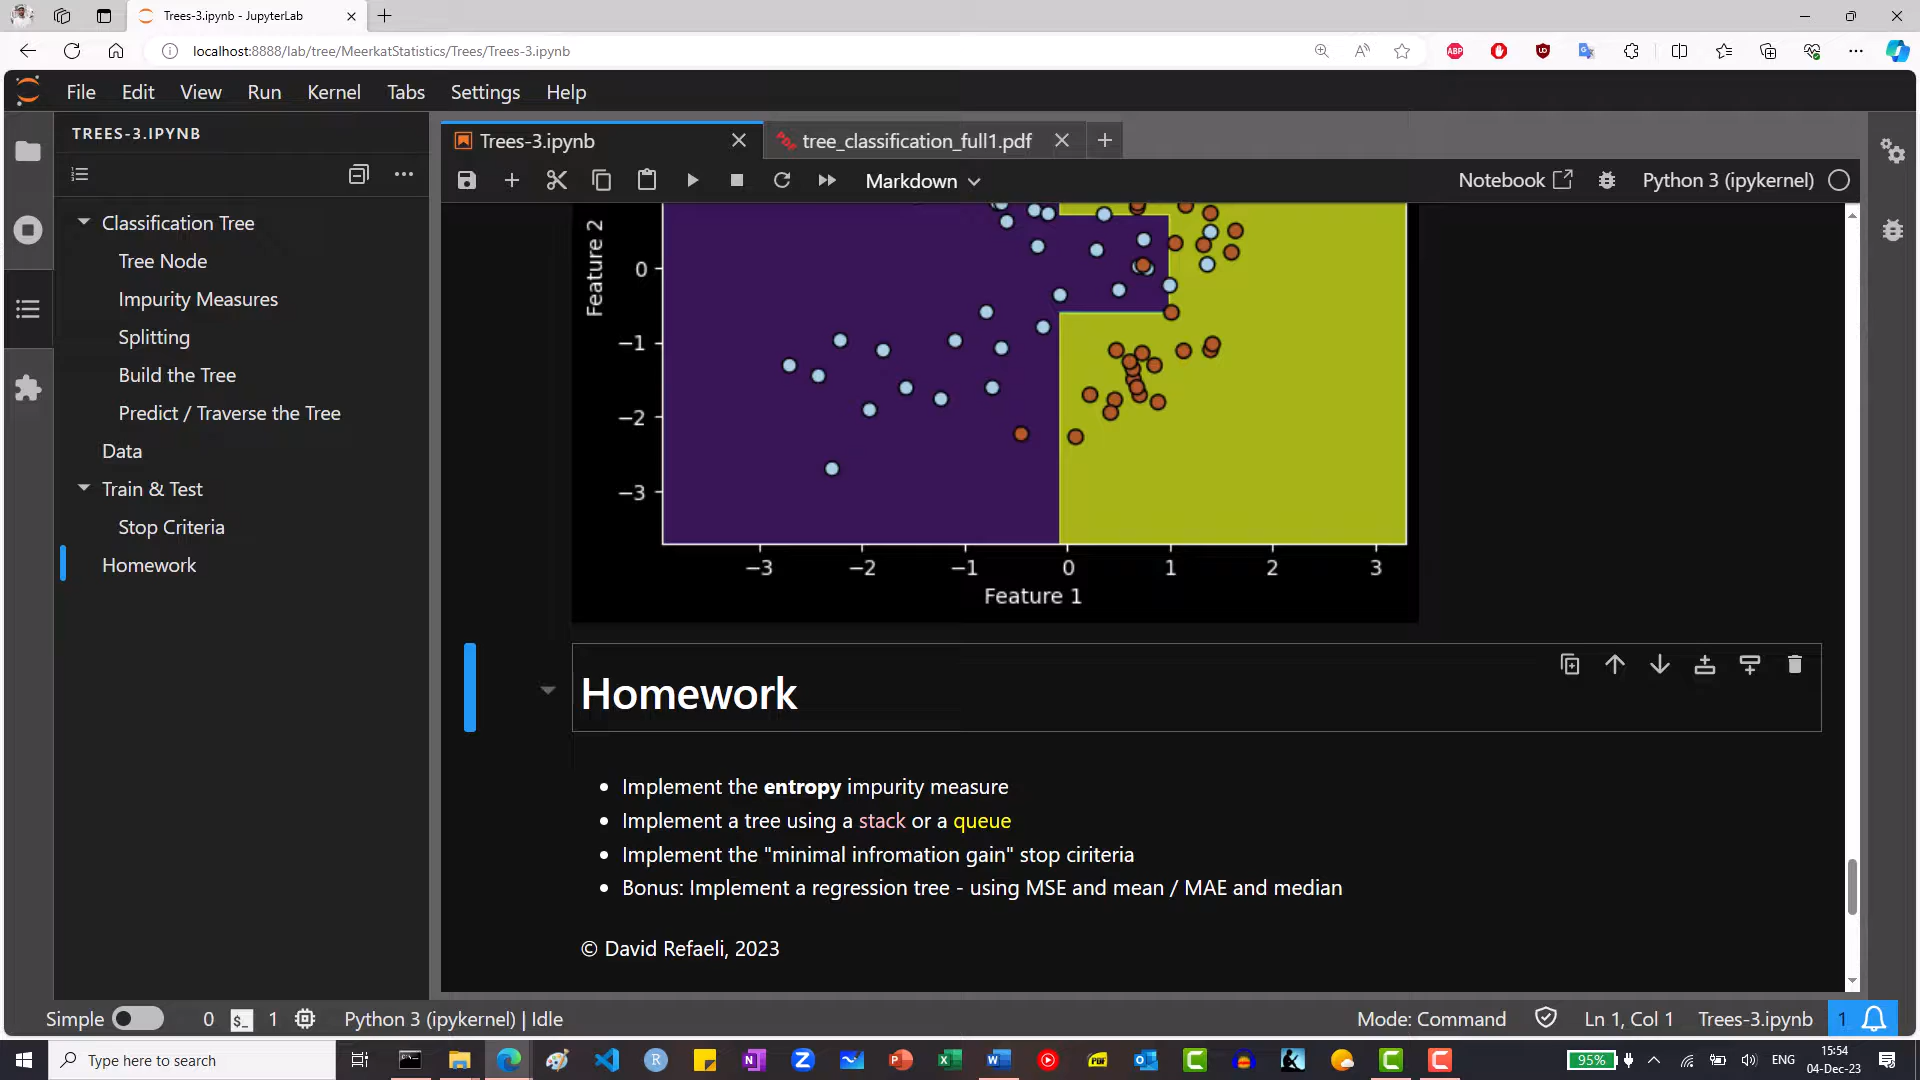 Trees-3.ipynb - JupyterLab
localhost:8888/lab/tree/MeerkatStatistics/Trees/Trees-3.ipynb
File Edit View Run Kernel Tabs Settings Help
TREES-3.IPYNB
Classification Tree
Tree Node
Impurity Measures
Splitting
Build the Tree
Predict / Traverse the Tree
Data
Train & Test
Stop Criteria
Homework
Trees-3.ipynb
tree_classification_full1.pdf
Markdown
Notebook
Python 3 (ipykernel)
Feature 2
0
−1
−2
−3
−3 −2 −1 0 1 2 3
Feature 1
Homework
• Implement the entropy impurity measure
• Implement a tree using a stack or a queue
• Implement the "minimal infromation gain" stop ciriteria
• Bonus: Implement a regression tree - using MSE and mean / MAE and median
© David Refaeli, 2023
Simple 0 $_ 1 Python 3 (ipykernel) | Idle
Mode: Command Ln 1, Col 1 Trees-3.ipynb 1
Type here to search
95%
ENG
15:54
04-Dec-23